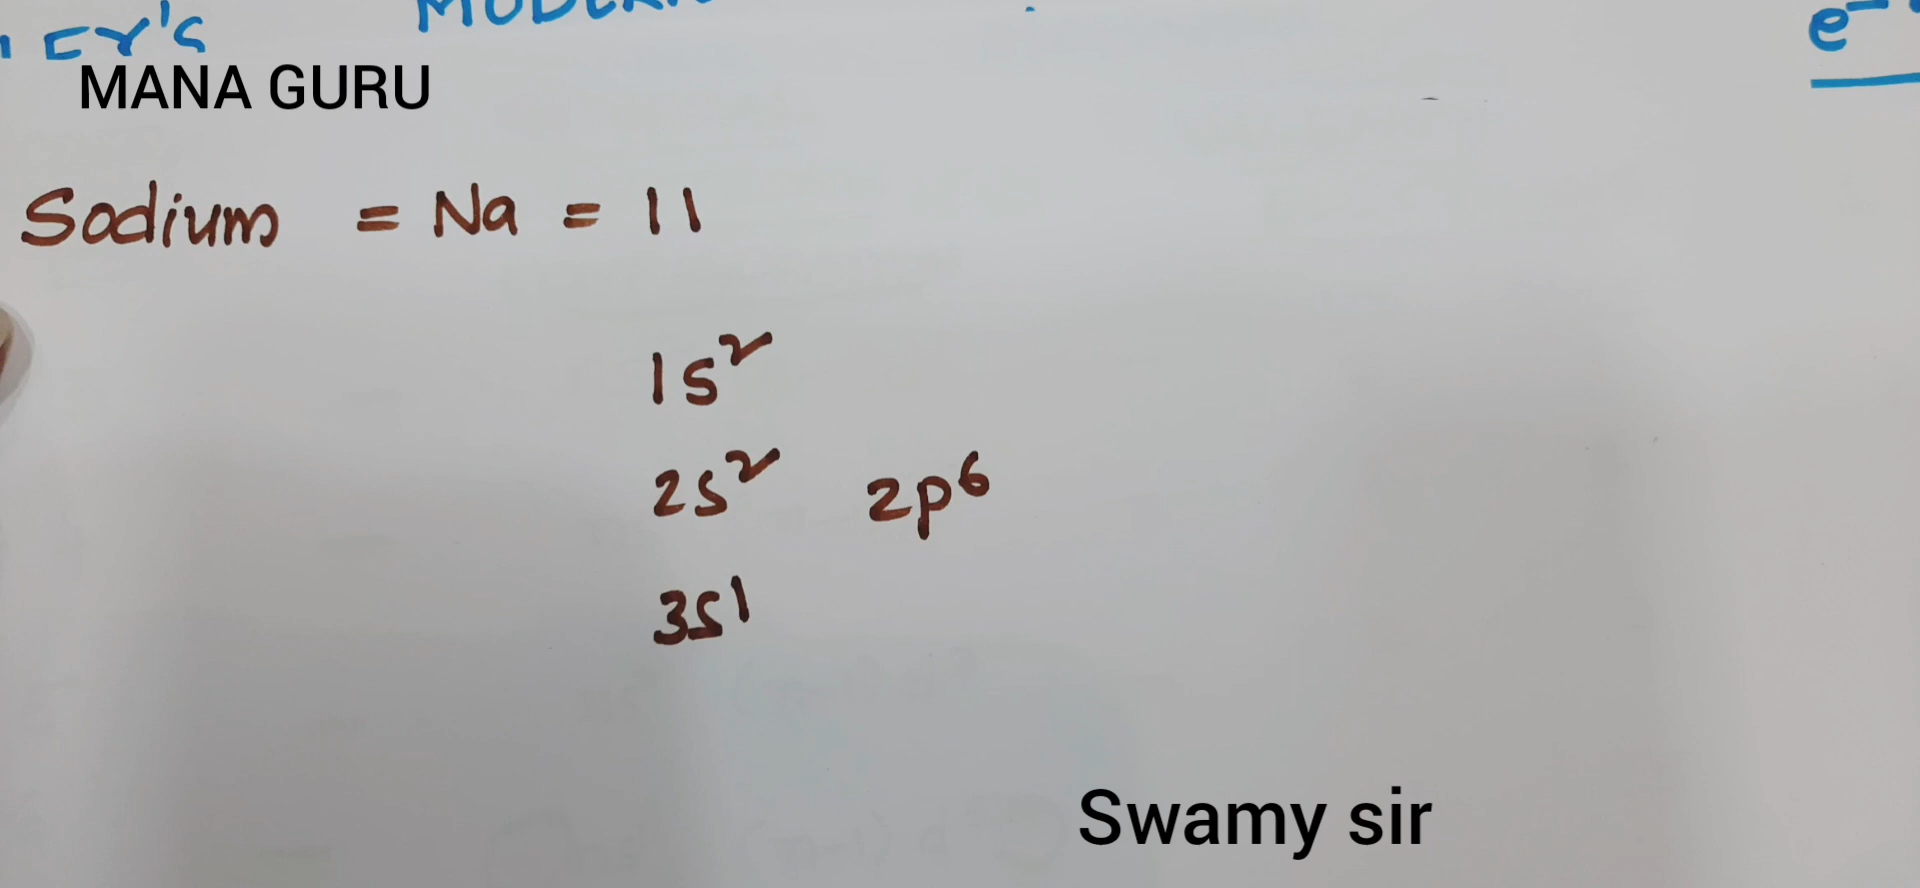 MANA GURU
e⁻
Sodium = Na = 11
1s²
2s² 2p⁶
3s¹
Swamy sir